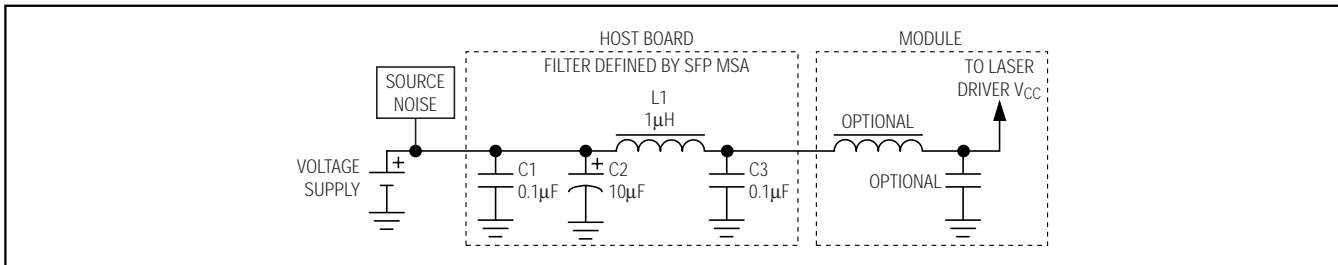 HOST BOARD
MODULE
FILTER DEFINED BY SFP MSA
TO LASER
DRIVER VCC
SOURCE
NOISE
L1
1μH
OPTIONAL
VOLTAGE
SUPPLY
+
C1
0.1μF
+
C2
10μF
C3
0.1μF
OPTIONAL